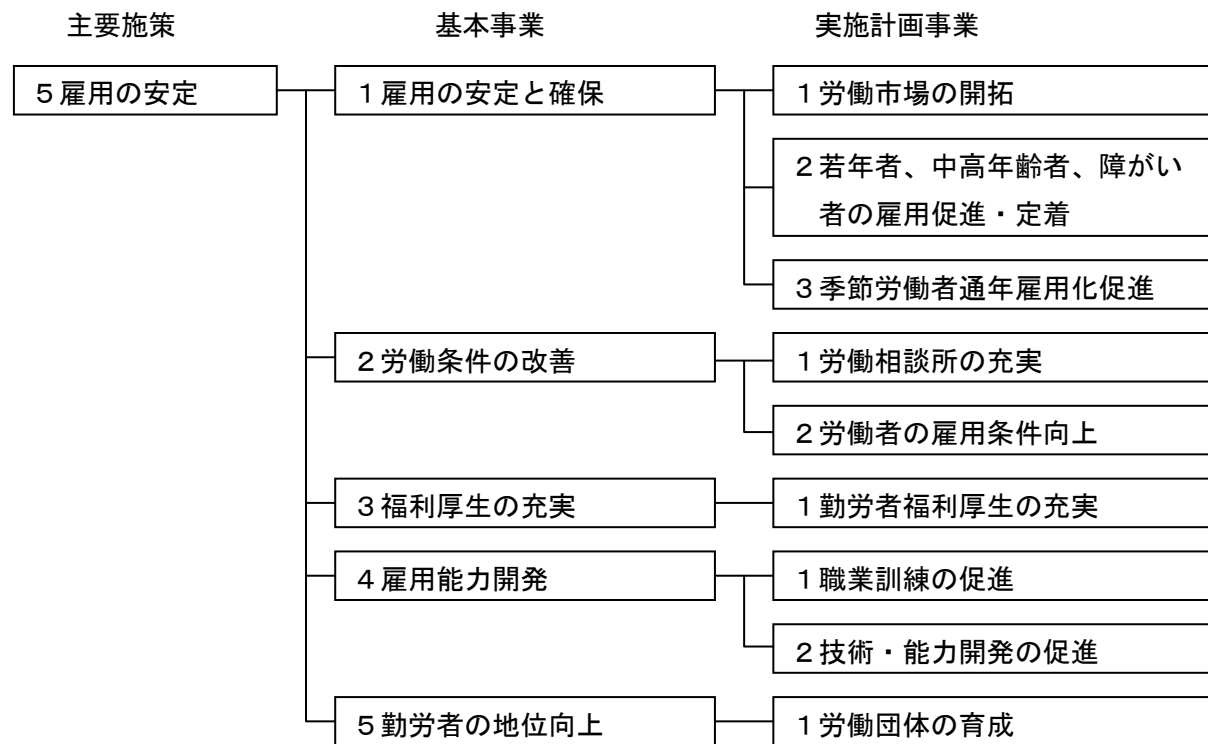 主要施策 基本事業 実施計画事業
5雇用の安定 1雇用の安定と確保 1労働市場の開拓
2若年者、中高年齢者、障がい
者の雇用促進・定着
3季節労働者通年雇用化促進
2労働条件の改善 1労働相談所の充実
2労働者の雇用条件向上
3福利厚生の充実 1勤労者福利厚生の充実
4雇用能力開発 1職業訓練の促進
2技術・能力開発の促進
5勤労者の地位向上 1労働団体の育成